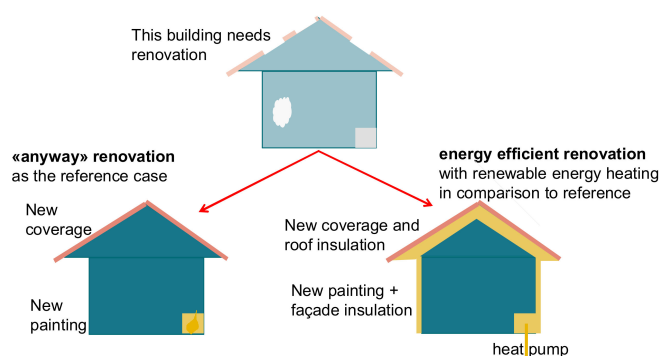 This building needs
renovation
«anyway» renovation
as the reference case
energy efficient renovation
with renewable energy heating
in comparison to reference
New
coverage
New coverage and
roof insulation
New
painting
New painting +
façade insulation
heat pump